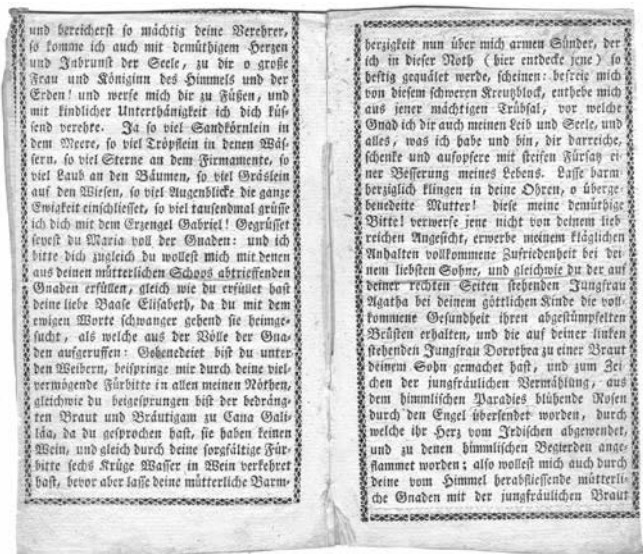 und bereicherst so mächtig deine Verehrer,
so komme ich auch mit demüthigem Herzen
und Inbrunst der Seele, zu dir o große
Frau und Königinn des Himmels und der
Erden! und werfe mich dir zu Füßen, und
mit kindlicher Unterthänigkeit ich dich küs-
send verehre. Ja so viel Sandkörnlein in
dem Meere, so viel Tröpflein in denen Wäs-
sern, so viel Sterne an dem Firmamente, so
viel Laub an den Bäumen, so viel Gräslein
auf den Wiesen, so viel Augenblicke die ganze
Ewigkeit einschliesset, so viel tausendmal grüsse
ich dich mit dem Erzengel Gabriel! Gegrüsset
seyest du Maria voll der Gnaden: und ich
bitte dich zugleich du wollest mich mit denen
aus deinen mütterlichen Schoos abtrieffenden
Gnaden erfüllen, gleich wie du erfüllet hast
deine liebe Baase Elisabeth, da du mit dem
ewigen Worte schwanger gehend sie heimge-
sucht, als welche aus der Völle der Gna-
den aufgeruffen: Gebenedeiet bist du unter
den Weibern, beispringe mir durch deine viel-
vermögende Fürbitte in allen meinen Nöthen,
gleichwie du beigesprungen bist der bedräng-
ten Braut und Bräutigam zu Cana Gali-
läa, da du gesprochen hast, sie haben keinen
Wein, und gleich durch deine sorgfältige Für-
bitte sechs Krüge Wasser in Wein verkehret
hast, bevor aber lasse deine mütterliche Barm-
herzigkeit nun über mich armen Sünder, der
ich in dieser Noth (hier entdecke jene) so
heftig gequälet werde, scheinen: befreie mich
von diesem schweren Kreutzblock, enthebe mich
aus jener mächtigen Trübsal, vor welche
Gnad ich dir auch meinen Leib und Seele, und
alles, was ich habe und bin, dir darreiche,
schenke und aufopfere mit steifen Fürsatz ei-
ner Besserung meines Lebens. Lasse barm-
herziglich klingen in deine Ohren, o überge-
benedeite Mutter! diese meine demüthige
Bitte! verwerfe jene nicht von deinem lieb-
reichen Angesicht, erwerbe meinem kläglichen
Anhalten vollkommene Zufriedenheit bei dei-
nem liebsten Sohne, und gleichwie du der auf
deiner rechten Seiten stehenden Jungfrau
Agatha bei deinem göttlichen Kinde die voll-
kommene Gesundheit ihren abgestümpfelten
Brüsten erhalten, und die auf deiner linken
stehenden Jungfrau Dorothea zu einer Braut
deinem Sohn gemachet hast, und zum Zei-
chen der jungfräulichen Vermählung, aus
dem himmlischen Paradies blühende Rosen
durch den Engel übersendet worden, durch
welche ihr Herz vom Irdischen abgewendet,
und zu denen himmlischen Begierden ange-
flammet worden; also wollest mich auch durch
deine vom Himmel herabfliessende mütterli-
che Gnaden mit der jungfräulichen Braut